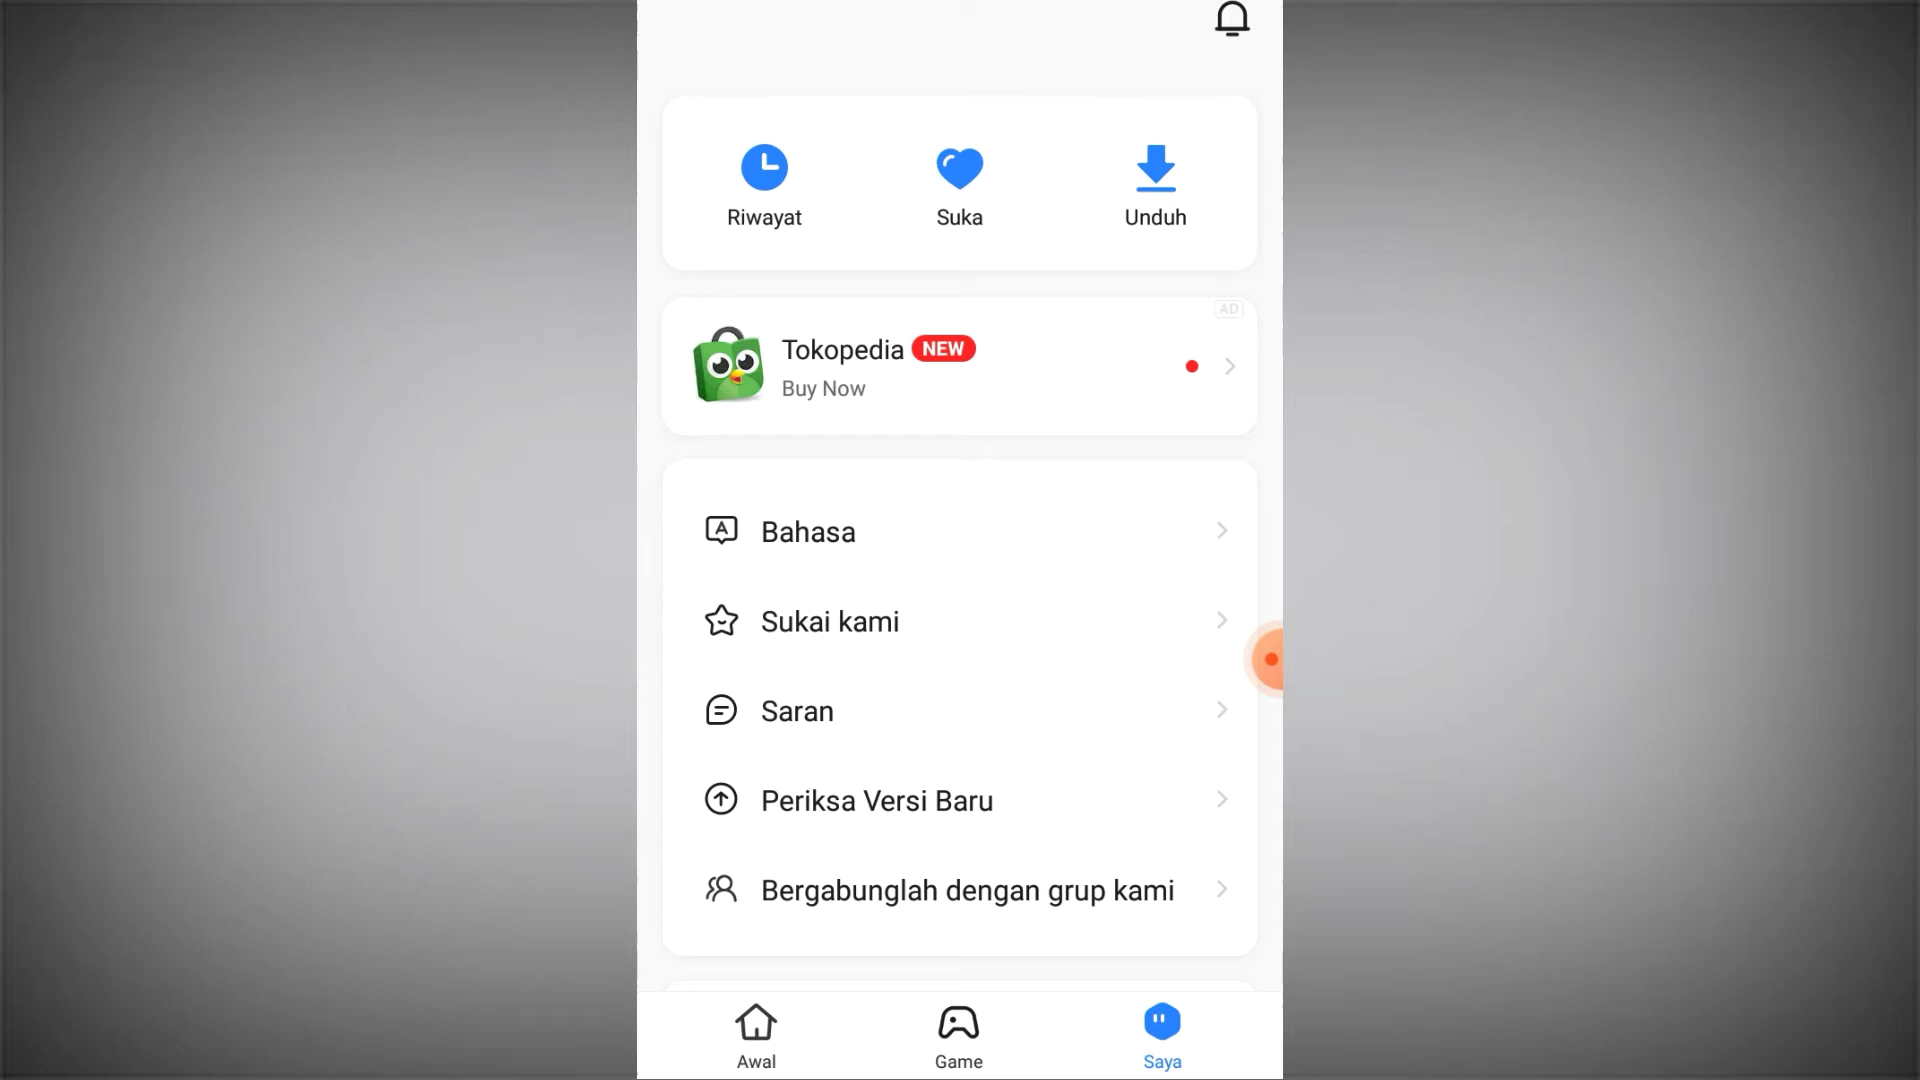 Riwayat
Suka
Unduh
AD
Tokopedia NEW
Buy Now
Bahasa
Sukai kami
Saran
Periksa Versi Baru
Bergabunglah dengan grup kami
Awal
Game
Saya